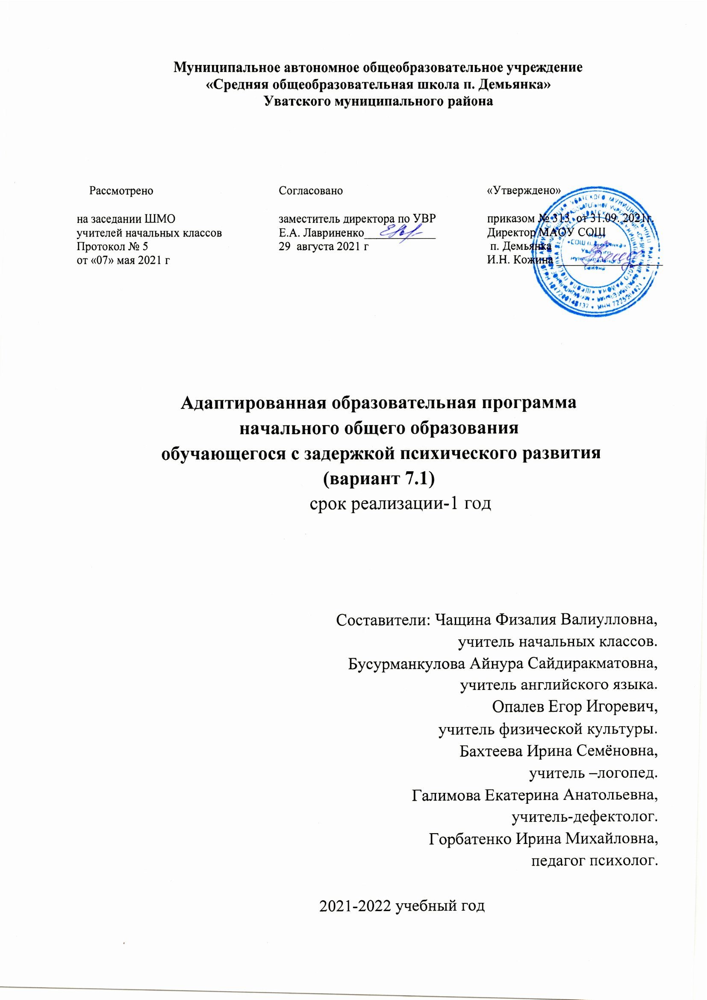 Муниципальное автономное общеобразовательное учреждение
«Средняя общеобразовательная школа п. Демьянка»
Уватского муниципального района
Рассмотрено
на заседании ШМО
учителей начальных классов
Протокол № 5
от «07» мая 2021 г
Согласовано
заместитель директора по УВР
Е.А. Лавриненко
29 августа 2021 г
«Утверждено»
приказом № 313 от 31.09. 2021г.
Директор МАОУ СОШ
п. Демьянка
И.Н. Кожина
Адаптированная образовательная программа
начального общего образования
обучающегося с задержкой психического развития
(вариант 7.1)
срок реализации-1 год
Составители: Чащина Физалия Валиулловна,
учитель начальных классов.
Бусурманкулова Айнура Сайдиракматовна,
учитель английского языка.
Опалев Егор Игоревич,
учитель физической культуры.
Бахтеева Ирина Семёновна,
учитель –логопед.
Галимова Екатерина Анатольевна,
учитель-дефектолог.
Горбатенко Ирина Михайловна,
педагог психолог.
2021-2022 учебный год